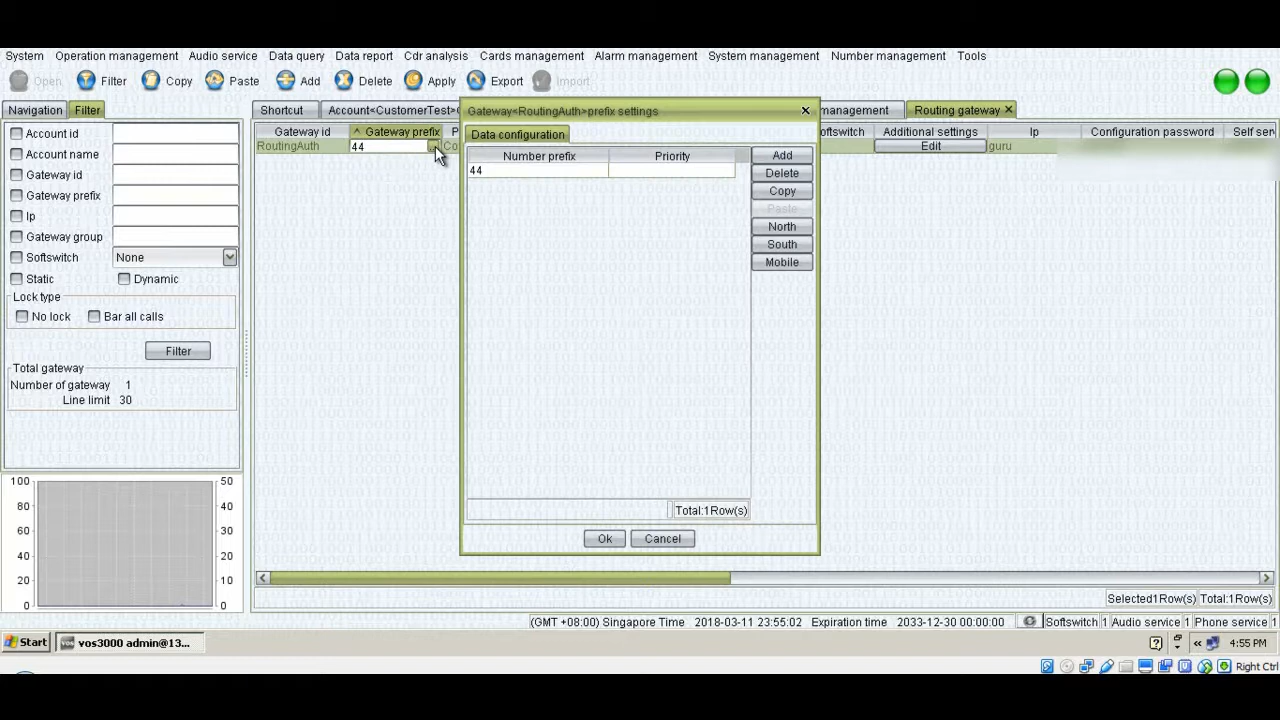 System Operation management Audio service Data query Data report Cdr analysis Cards management Alarm management System management Number management Tools
Open Filter Copy Paste Add Delete Apply Export Import
Navigation Filter
Shortcut Account<CustomerTest> management Routing gateway
Gateway id Gateway prefix Additional settings Ip Configuration password Self serv
RoutingAuth 44 Edit guru
Account id
Account name
Gateway id
Gateway prefix
Ip
Gateway group
Softswitch None
Static Dynamic
Lock type
No lock Bar all calls
Filter
Total gateway
Number of gateway 1
Line limit 30
100 50
80 40
60 30
40 20
20 10
0 0
Gateway<RoutingAuth>prefix settings
Data configuration
Number prefix Priority
44
Add
Delete
Copy
Paste
North
South
Mobile
Total:1Row(s)
Ok Cancel
Selected1Row(s) Total:1Row(s)
(GMT +08:00) Singapore Time 2018-03-11 23:55:02 Expiration time 2033-12-30 00:00:00 Softswitch 1 Audio service 1 Phone service 1
Start vos vos3000 admin@13... « 4:55 PM
Right Ctrl